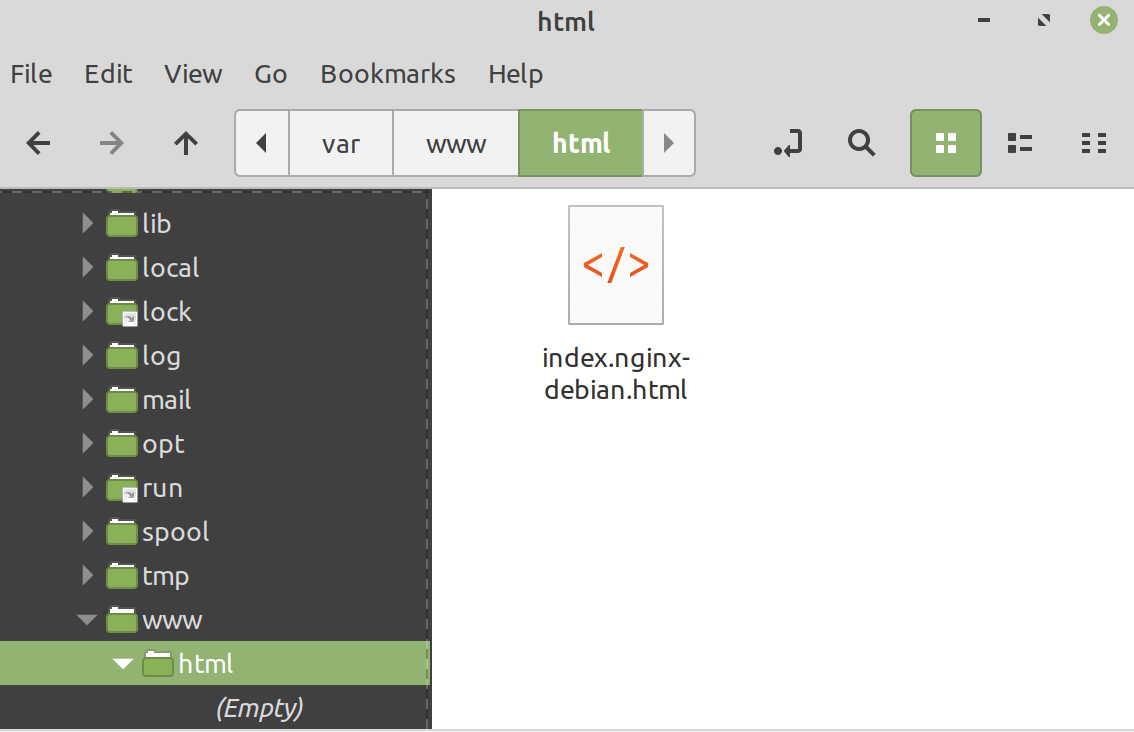 html
File Edit View Go Bookmarks Help
var www html
lib
local
lock
log
mail
opt
run
spool
tmp
www
html
(Empty)
</>
index.nginx-
debian.html